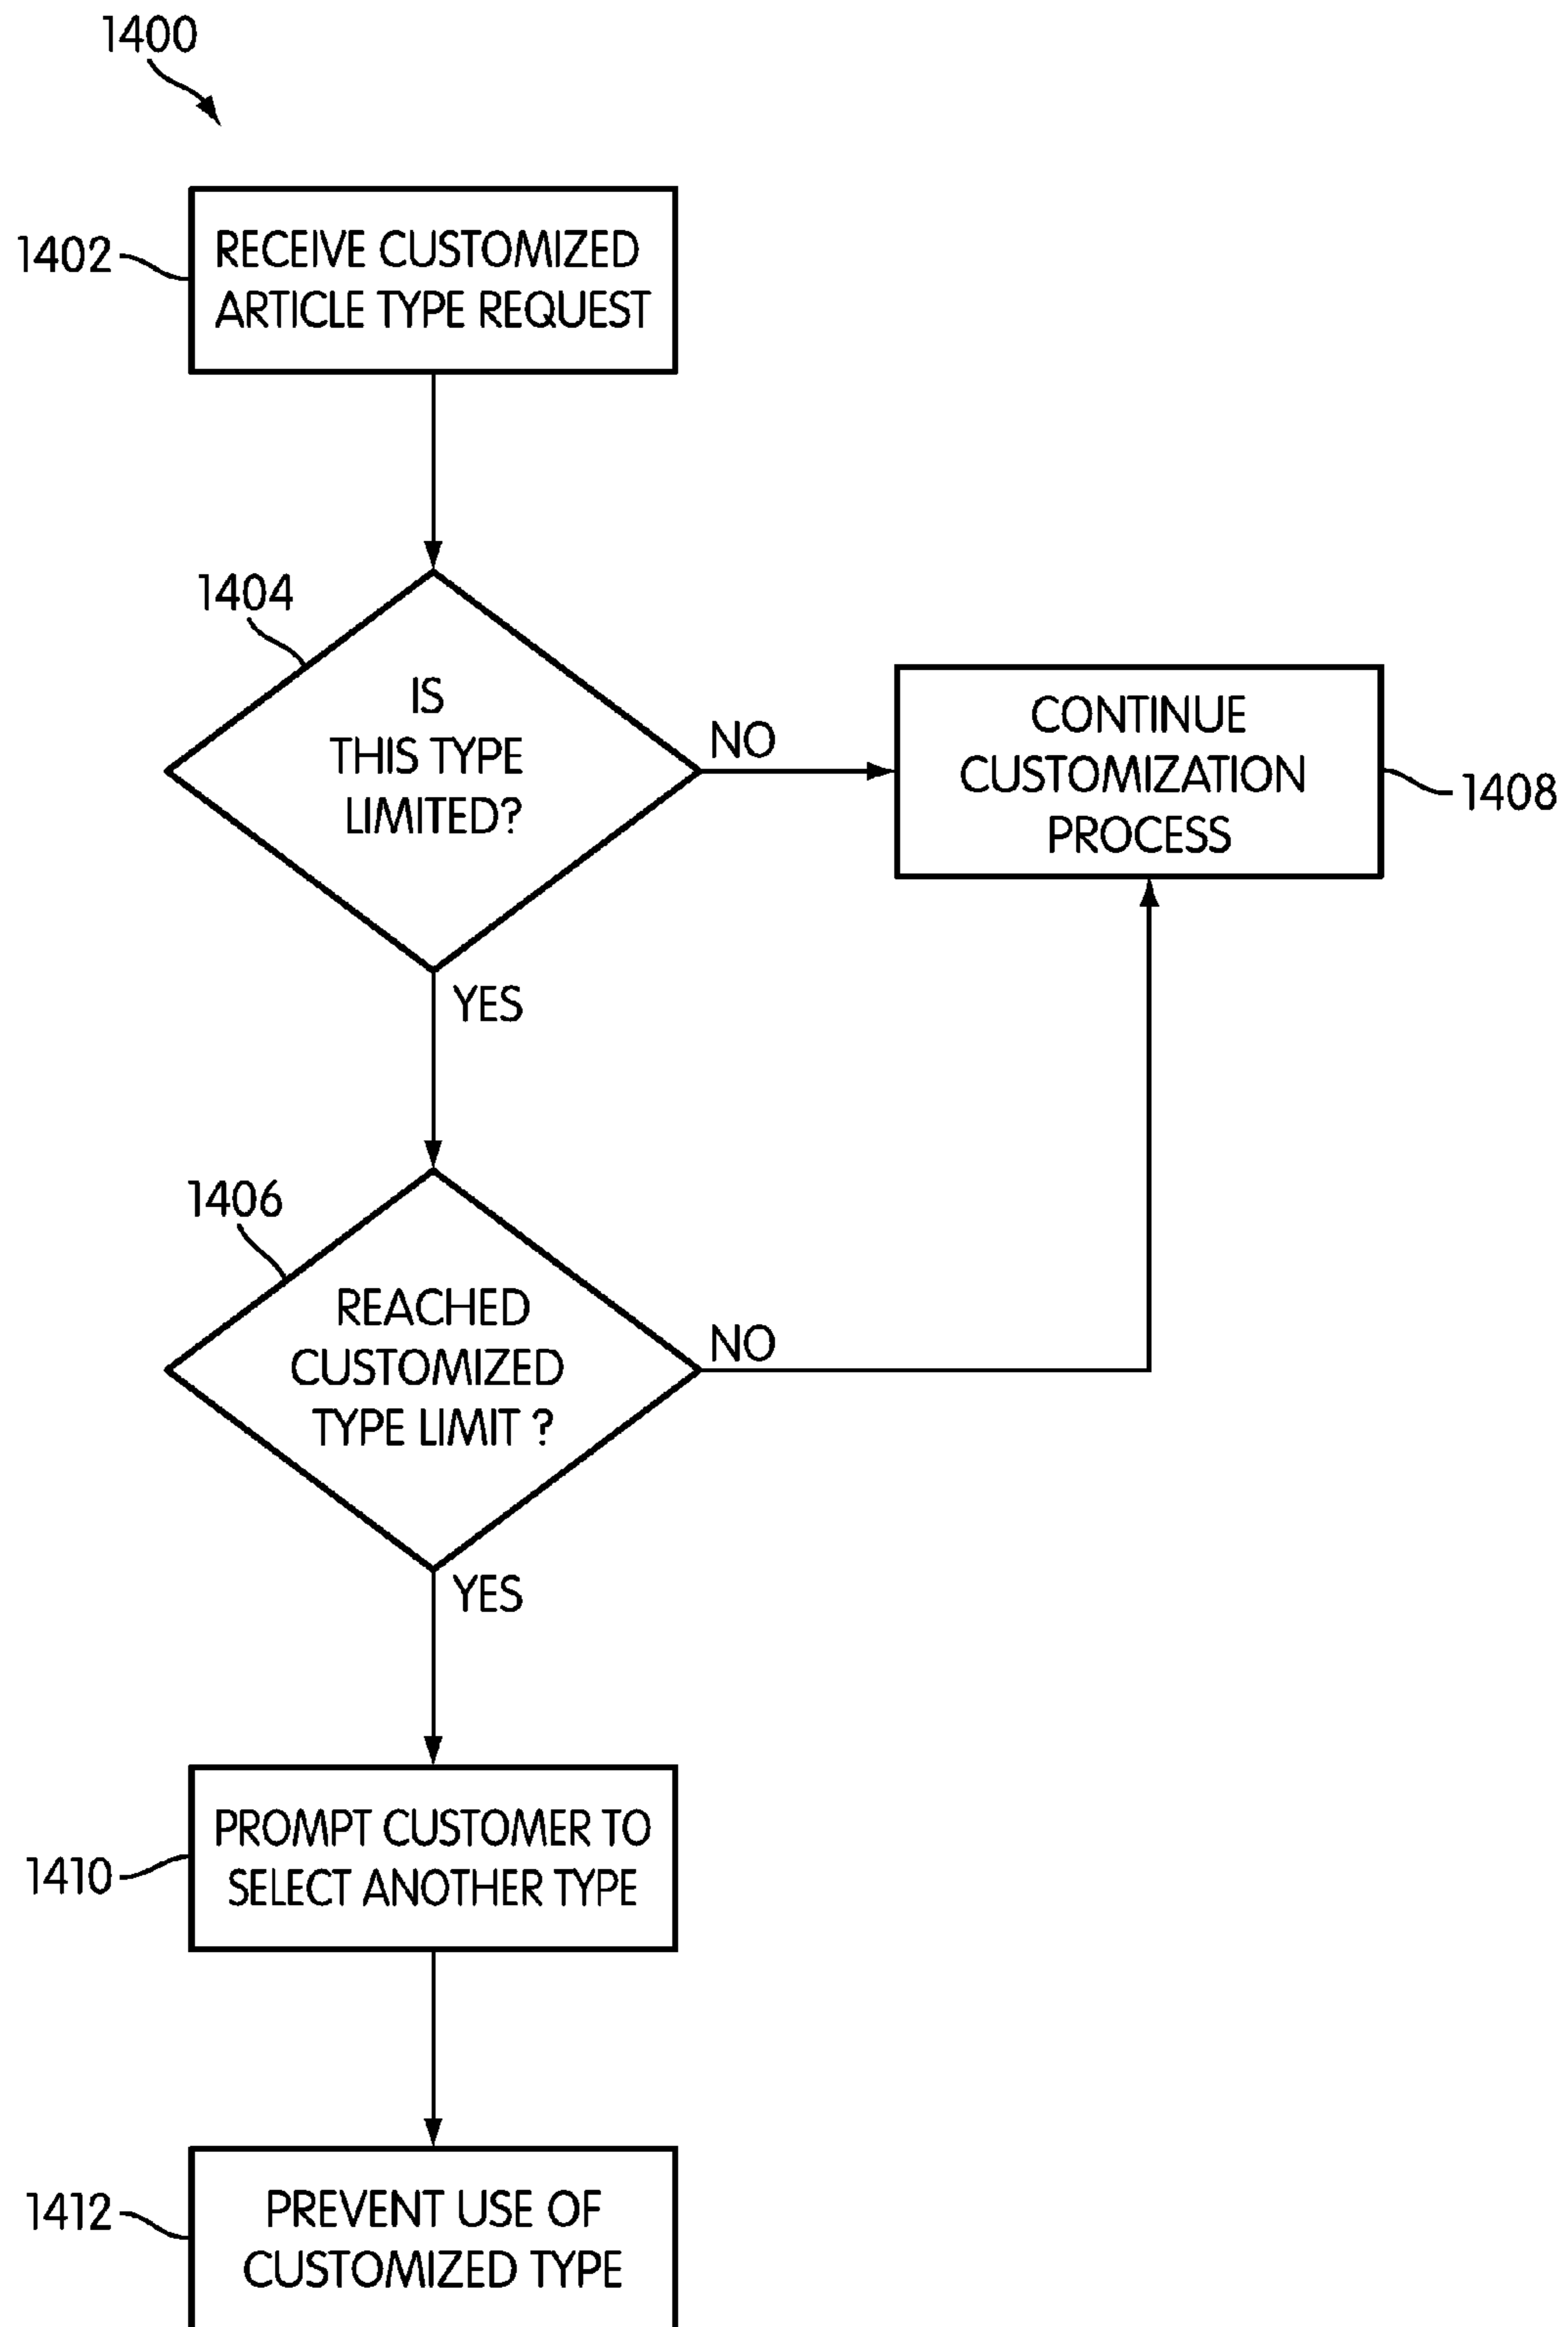 1400
1402
RECEIVE CUSTOMIZED
ARTICLE TYPE REQUEST
1404
IS
THIS TYPE
LIMITED?
NO
CONTINUE
CUSTOMIZATION
PROCESS
1408
YES
1406
REACHED
CUSTOMIZED
TYPE LIMIT ?
NO
YES
1410
PROMPT CUSTOMER TO
SELECT ANOTHER TYPE
1412
PREVENT USE OF
CUSTOMIZED TYPE